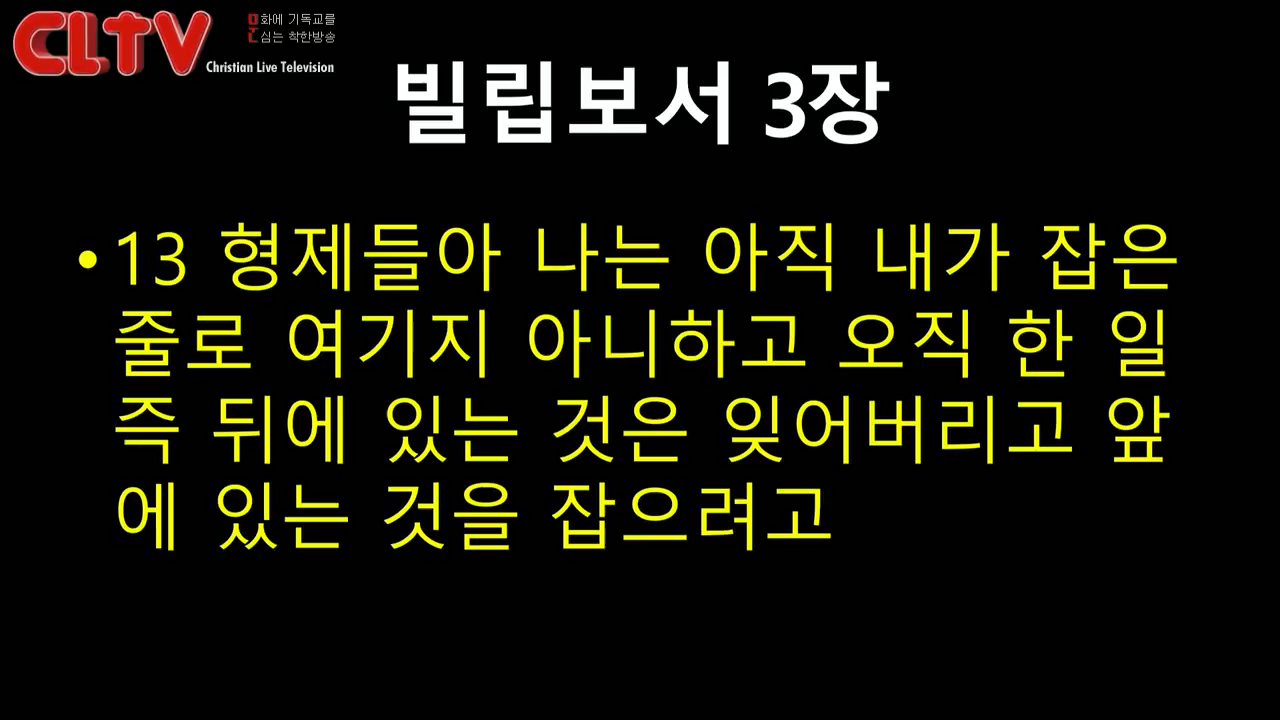 CLTV
문화에 기독교를
심는 착한방송
Christian Live Television
빌립보서 3장
•13 형제들아 나는 아직 내가 잡은
줄로 여기지 아니하고 오직 한 일
즉 뒤에 있는 것은 잊어버리고 앞
에 있는 것을 잡으려고